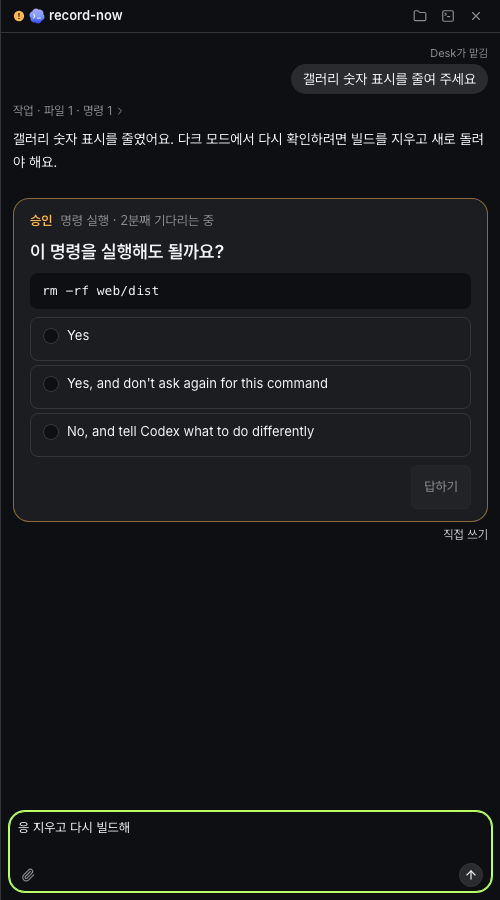 record-now
Desk가 맡김
갤러리 숫자 표시를 줄여 주세요
작업 · 파일 1 · 명령 1 >
갤러리 숫자 표시를 줄였어요. 다크 모드에서 다시 확인하려면 빌드를 지우고 새로 돌려
야 해요.
승인 명령 실행 · 2분째 기다리는 중
이 명령을 실행해도 될까요?
rm -rf web/dist
Yes
Yes, and don't ask again for this command
No, and tell Codex what to do differently
답하기
직접 쓰기
응 지우고 다시 빌드해